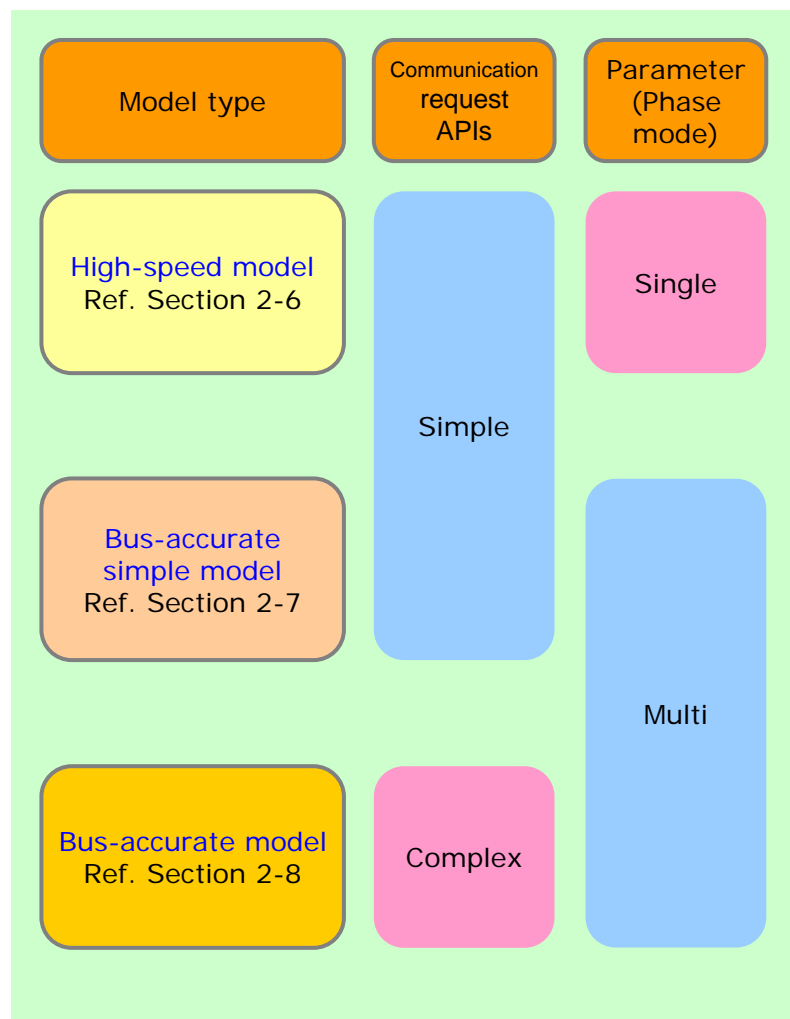 Model type
Communication
request
APIs
Parameter
(Phase
mode)
High-speed model
Ref. Section 2-6
Simple
Single
Bus-accurate
simple model
Ref. Section 2-7
Multi
Bus-accurate model
Ref. Section 2-8
Complex